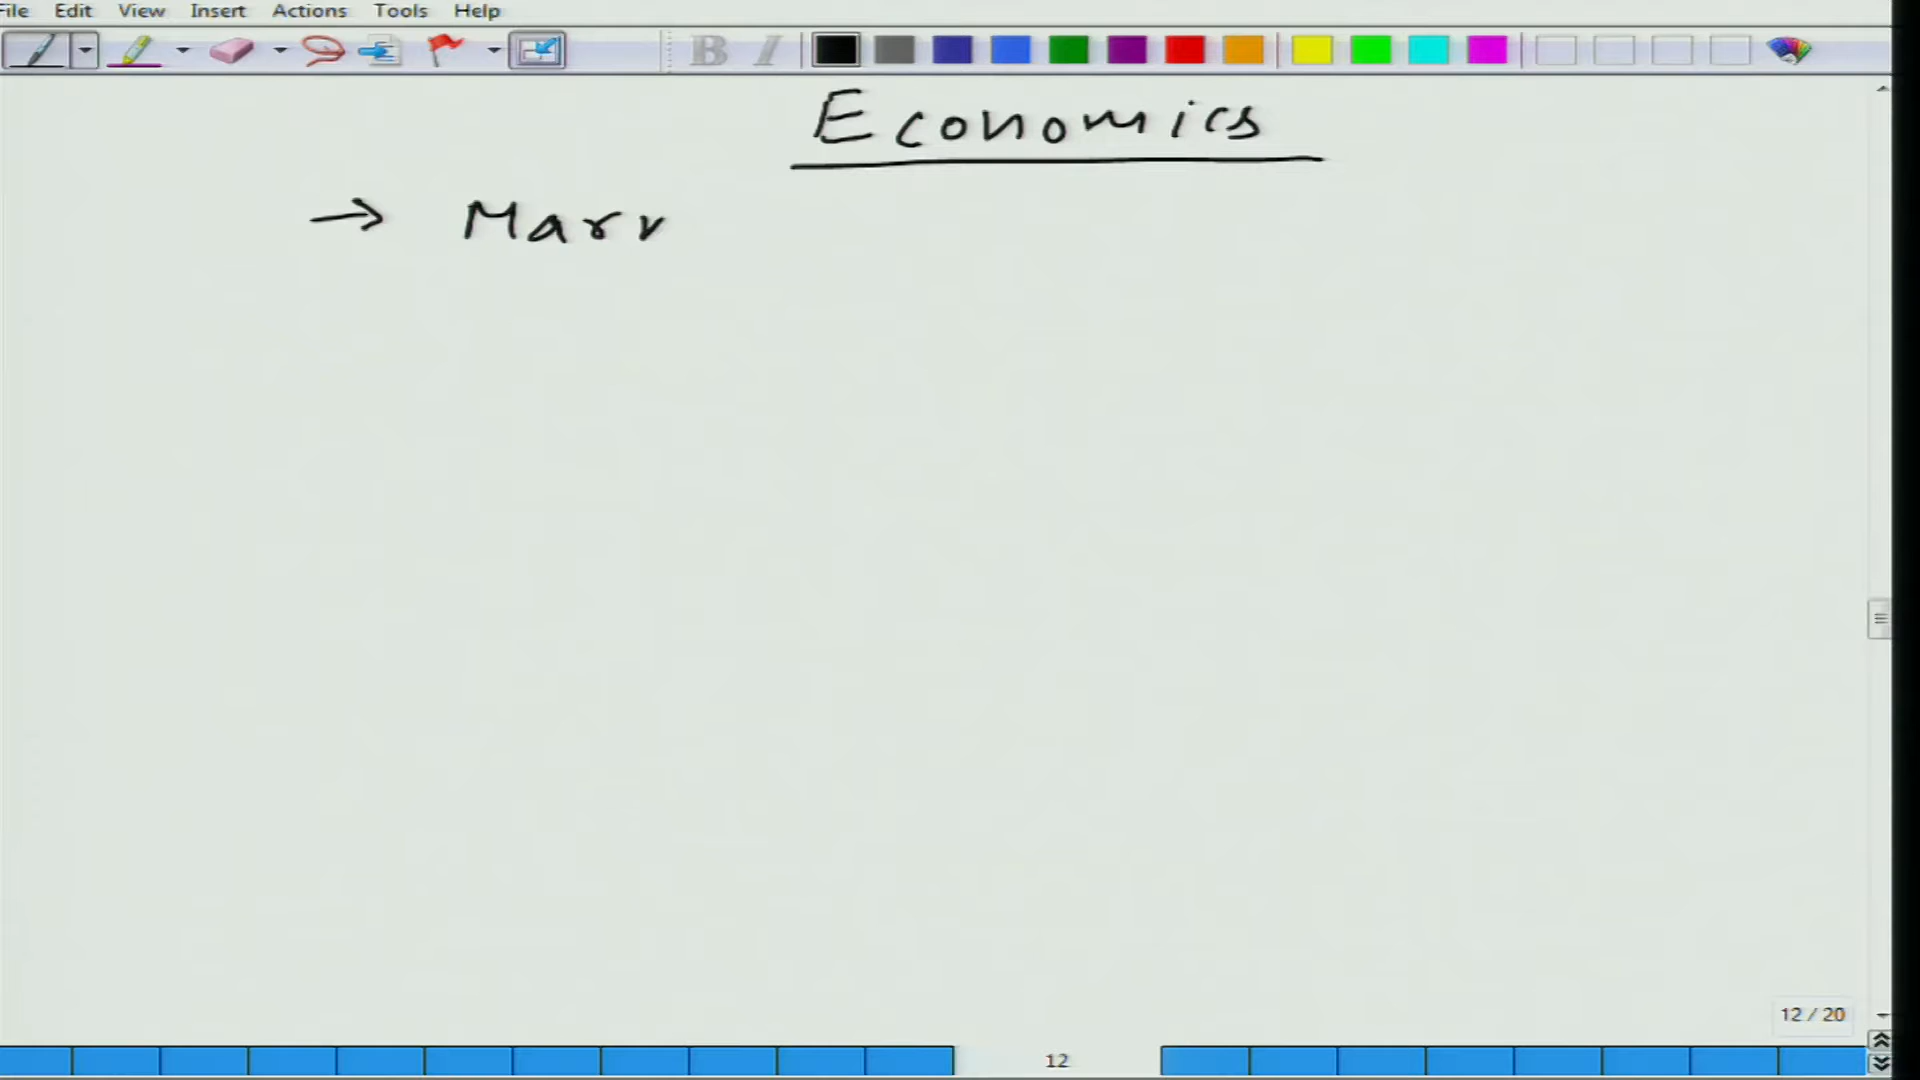 File Edit View Insert Actions Tools Help
B I
Economics
→ Marr
12 / 20
12